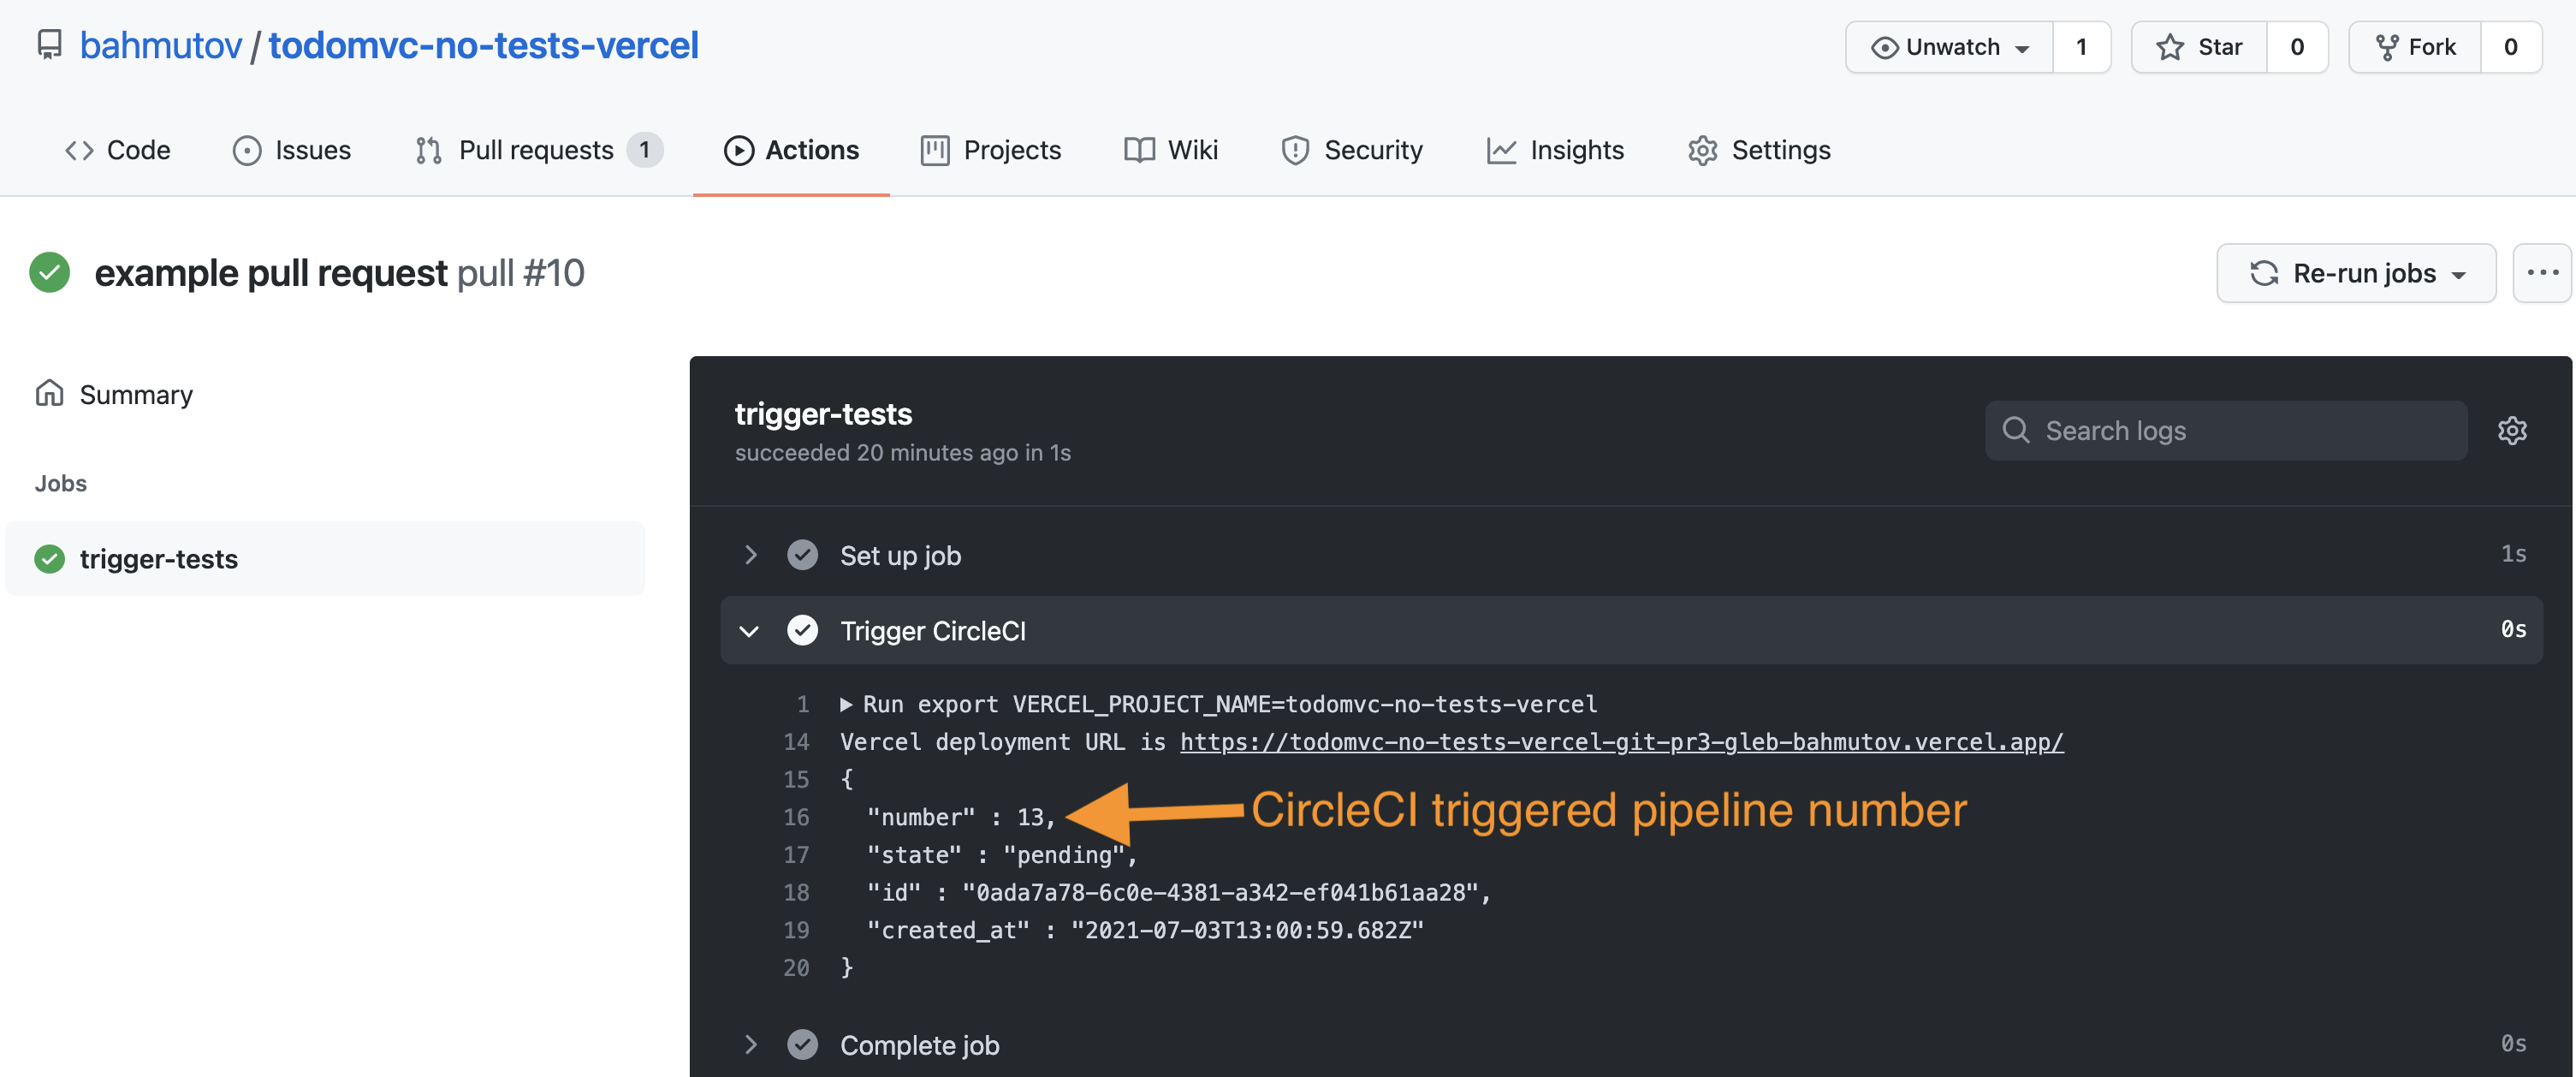 bahmutov / todomvc-no-tests-vercel
Unwatch 1 Star 0 Fork 0
Code Issues Pull requests 1 Actions Projects Wiki Security Insights Settings
example pull request pull #10
Re-run jobs
Summary
Jobs
trigger-tests
trigger-tests
succeeded 20 minutes ago in 1s
Search logs
Set up job 1s
Trigger CircleCI 0s
1 Run export VERCEL_PROJECT_NAME=todomvc-no-tests-vercel
14 Vercel deployment URL is https://todomvc-no-tests-vercel-git-pr3-gleb-bahmutov.vercel.app/
15 {
16 "number" : 13,
CircleCI triggered pipeline number
17 "state" : "pending",
18 "id" : "0ada7a78-6c0e-4381-a342-ef041b61aa28",
19 "created_at" : "2021-07-03T13:00:59.682Z"
20 }
Complete job 0s